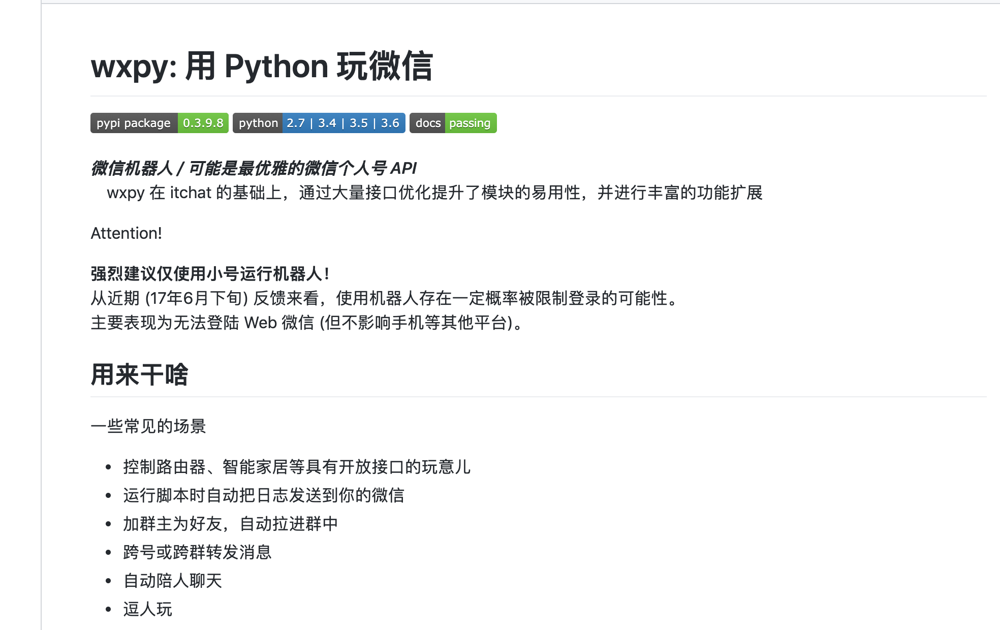 wxpy: 用 Python 玩微信
pypi package 0.3.9.8 python 2.7 | 3.4 | 3.5 | 3.6 docs passing
微信机器人 / 可能是最优雅的微信个人号 API
wxpy 在 itchat 的基础上，通过大量接口优化提升了模块的易用性，并进行丰富的功能扩展
Attention!
强烈建议仅使用小号运行机器人！
从近期 (17年6月下旬) 反馈来看，使用机器人存在一定概率被限制登录的可能性。
主要表现为无法登陆 Web 微信 (但不影响手机等其他平台)。
用来干啥
一些常见的场景
• 控制路由器、智能家居等具有开放接口的玩意儿
• 运行脚本时自动把日志发送到你的微信
• 加群主为好友，自动拉进群中
• 跨号或跨群转发消息
• 自动陪人聊天
• 逗人玩